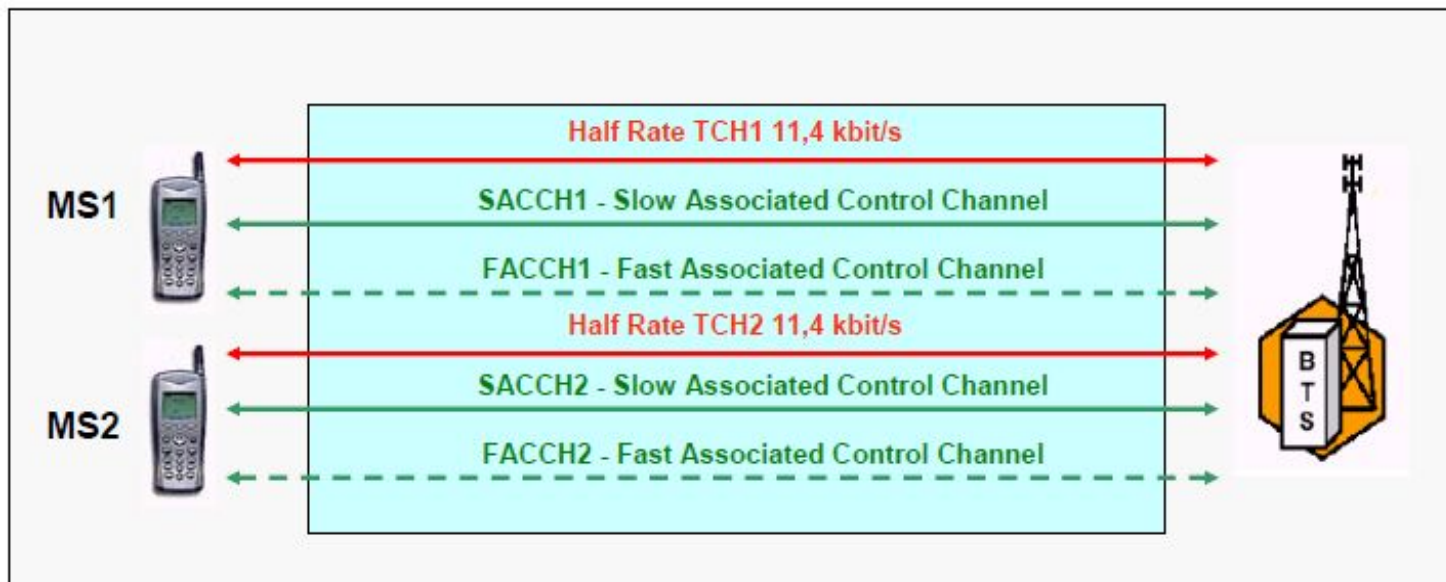 Half Rate TCH1 11,4 kbit/s
MS1
SACCH1 - Slow Associated Control Channel
FACCH1 - Fast Associated Control Channel
Half Rate TCH2 11,4 kbit/s
MS2
SACCH2 - Slow Associated Control Channel
FACCH2 - Fast Associated Control Channel
B
T
S